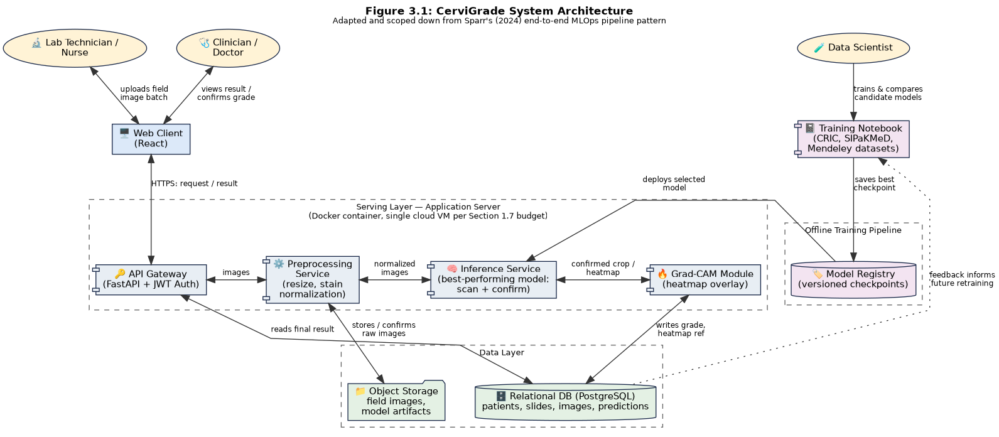 Figure 3.1: CerviGrade System Architecture
Adapted and scoped down from Sparr's (2024) end-to-end MLOps pipeline pattern
🔬 Lab Technician /
Nurse
🩺 Clinician /
Doctor
🧪 Data Scientist
uploads field
image batch
views result /
confirms grade
trains & compares
candidate models
🖥️ Web Client
(React)
📓 Training Notebook
(CRIC, SIPaKMeD,
Mendeley datasets)
HTTPS: request / result
deploys selected
model
saves best
checkpoint
Serving Layer — Application Server
(Docker container, single cloud VM per Section 1.7 budget)
Offline Training Pipeline
🔑 API Gateway
(FastAPI + JWT Auth)
images
⚙️ Preprocessing
Service
(resize, stain
normalization)
normalized
images
🧠 Inference Service
(best-performing model:
scan + confirm)
confirmed crop /
heatmap
🔥 Grad-CAM Module
(heatmap overlay)
🏷️ Model Registry
(versioned checkpoints)
feedback informs
future retraining
reads final result
stores / confirms
raw images
writes grade,
heatmap ref
Data Layer
📁 Object Storage
field images,
model artifacts
🗄️ Relational DB (PostgreSQL)
patients, slides, images, predictions